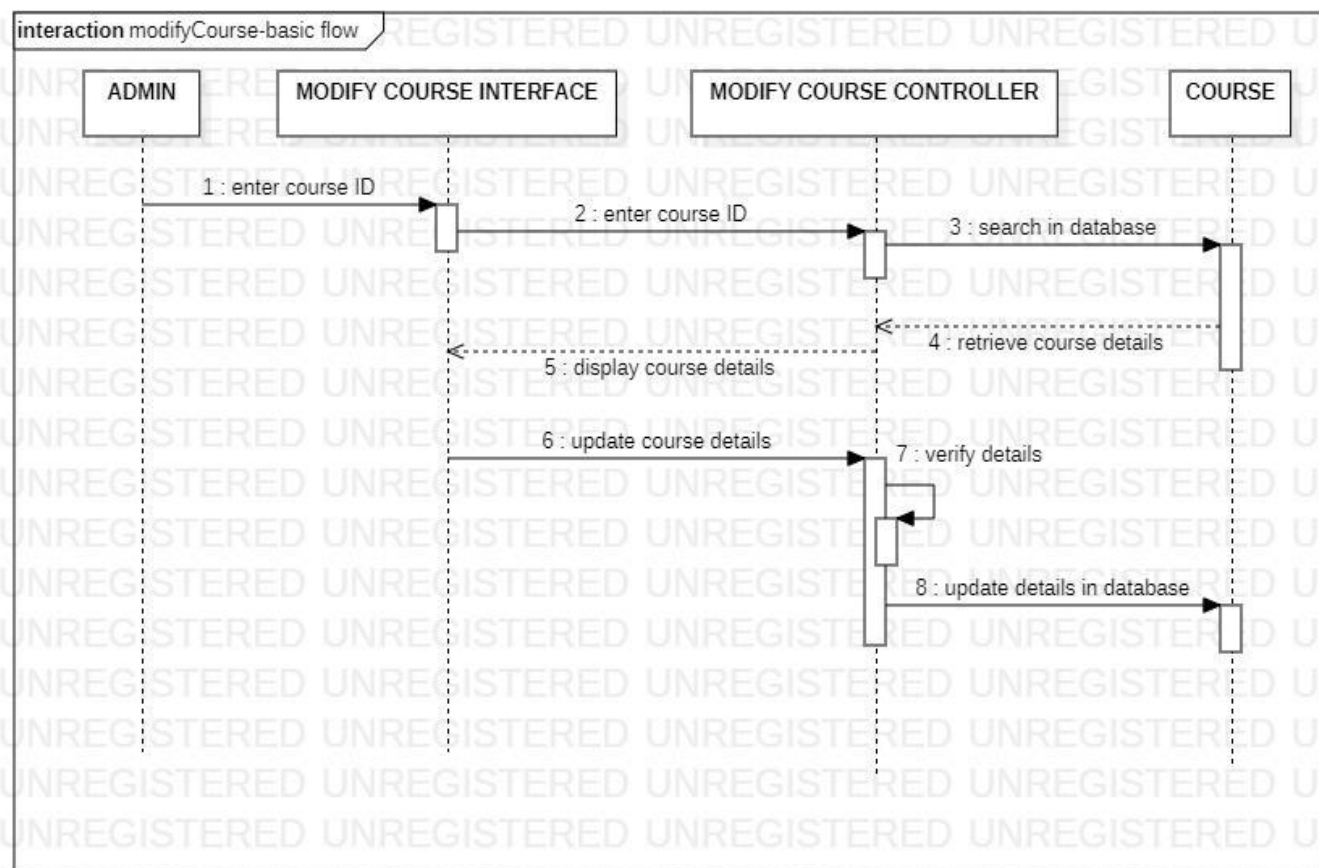 interaction modifyCourse-basic flow
ADMIN
MODIFY COURSE INTERFACE
MODIFY COURSE CONTROLLER
COURSE
1 : enter course ID
2 : enter course ID
3 : search in database
4 : retrieve course details
5 : display course details
6 : update course details
7 : verify details
8 : update details in database
UNREGISTERED UNREGISTERED UNREGISTERED UNREGISTERED U